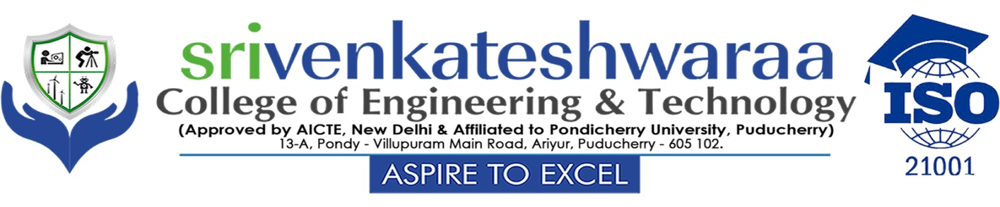 srivenkateshwaraa
College of Engineering & Technology
(Approved by AICTE, New Delhi & Affiliated to Pondicherry University, Puducherry)
13-A, Pondy - Villupuram Main Road, Ariyur, Puducherry - 605 102.
ASPIRE TO EXCEL
ISO
21001